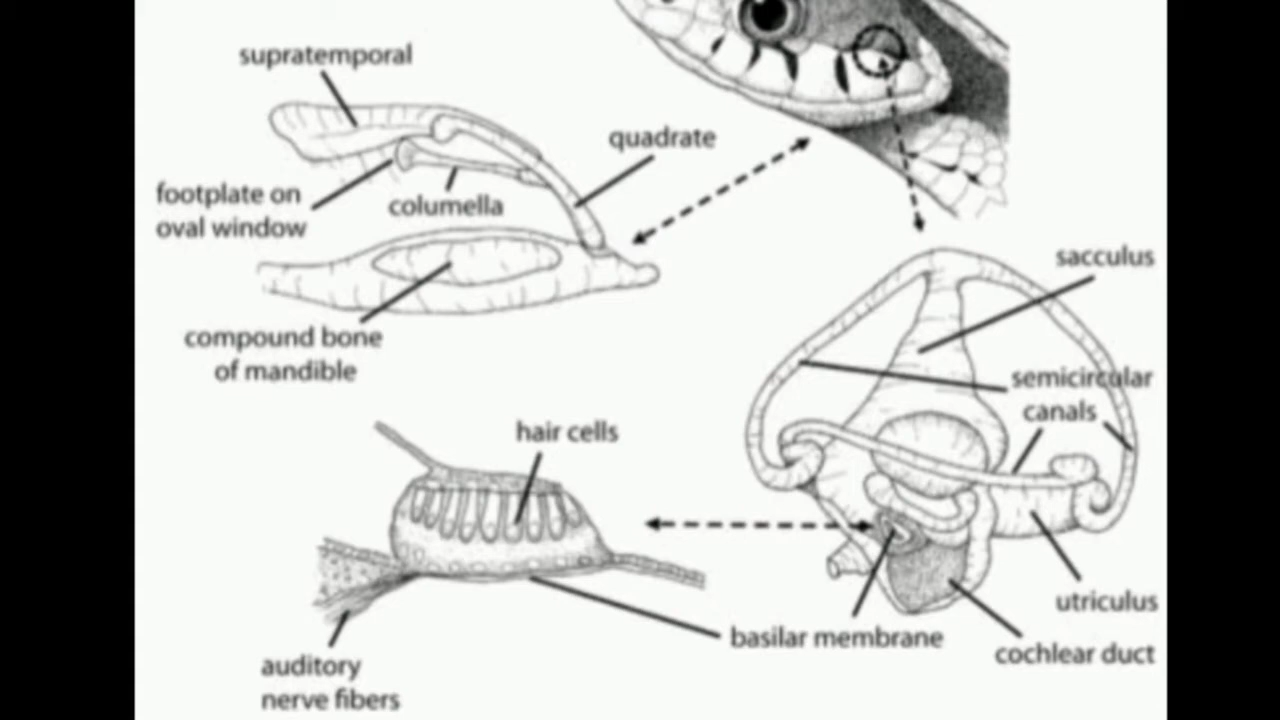 supratemporal
quadrate
footplate on
oval window
columella
sacculus
compound bone
of mandible
semicircular
canals
hair cells
utriculus
basilar membrane
cochlear duct
auditory
nerve fibers